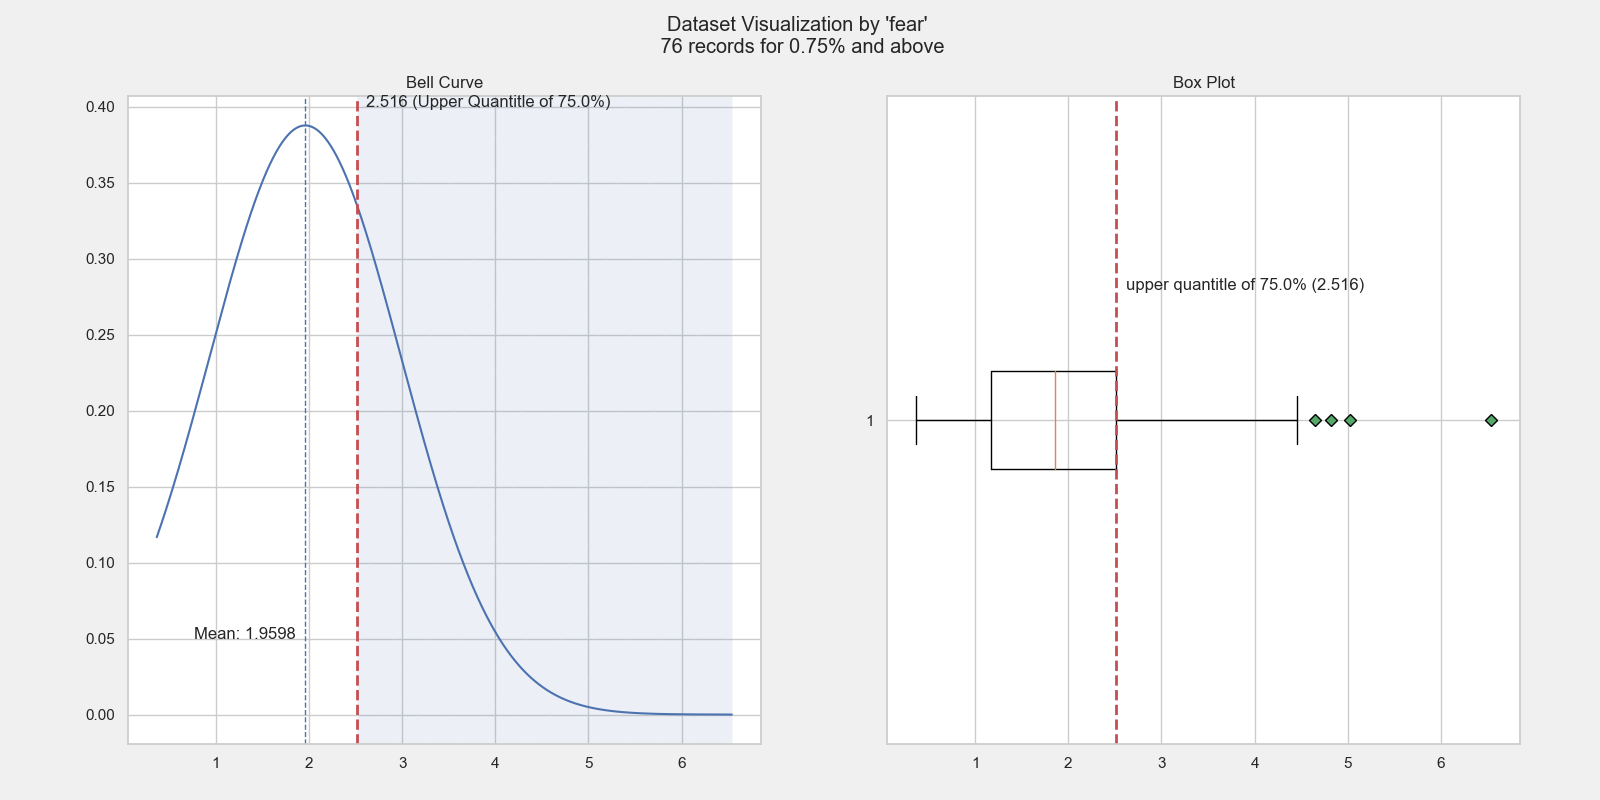 Dataset Visualization by 'fear'
76 records for 0.75% and above
Bell Curve
2.516 (Upper Quantitle of 75.0%)
0.40
0.35
0.30
0.25
0.20
0.15
0.10
0.05
0.00
Mean: 1.9598
1 2 3 4 5 6
Box Plot
upper quantitle of 75.0% (2.516)
1
1 2 3 4 5 6